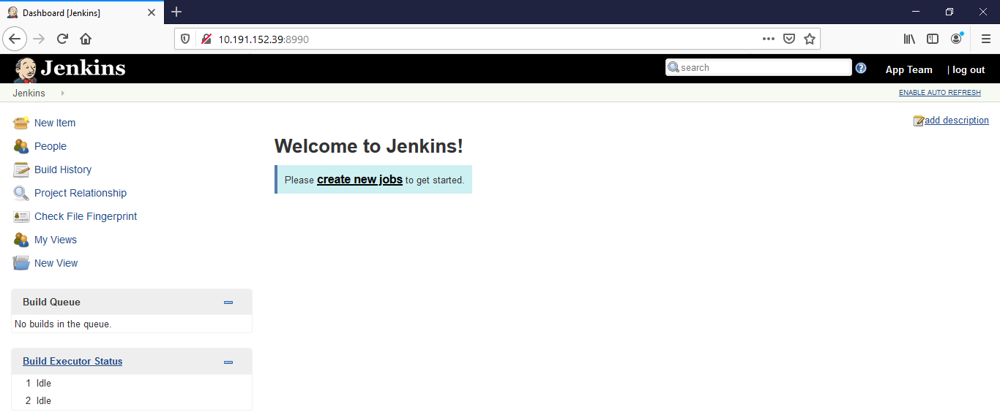 Dashboard [Jenkins]
10.191.152.39:8990
Jenkins
search
App Team
| log out
Jenkins
ENABLE AUTO REFRESH
New Item
People
Build History
Project Relationship
Check File Fingerprint
My Views
New View
add description
Welcome to Jenkins!
Please create new jobs to get started.
Build Queue
No builds in the queue.
Build Executor Status
1 Idle
2 Idle